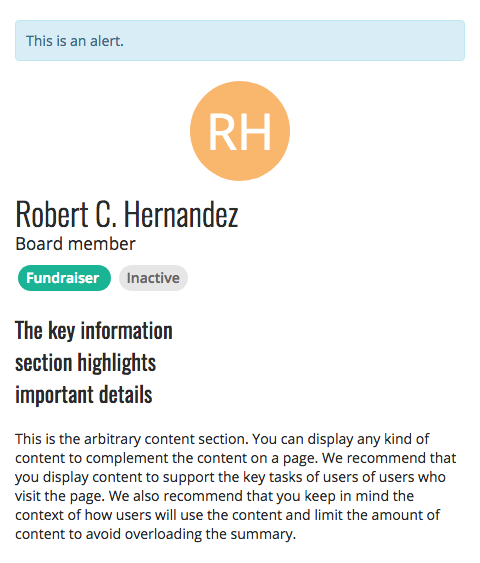 This is an alert.
RH
Robert C. Hernandez
Board member
Fundraiser Inactive
The key information
section highlights
important details
This is the arbitrary content section. You can display any kind of
content to complement the content on a page. We recommend that
you display content to support the key tasks of users of users who
visit the page. We also recommend that you keep in mind the
context of how users will use the content and limit the amount of
content to avoid overloading the summary.